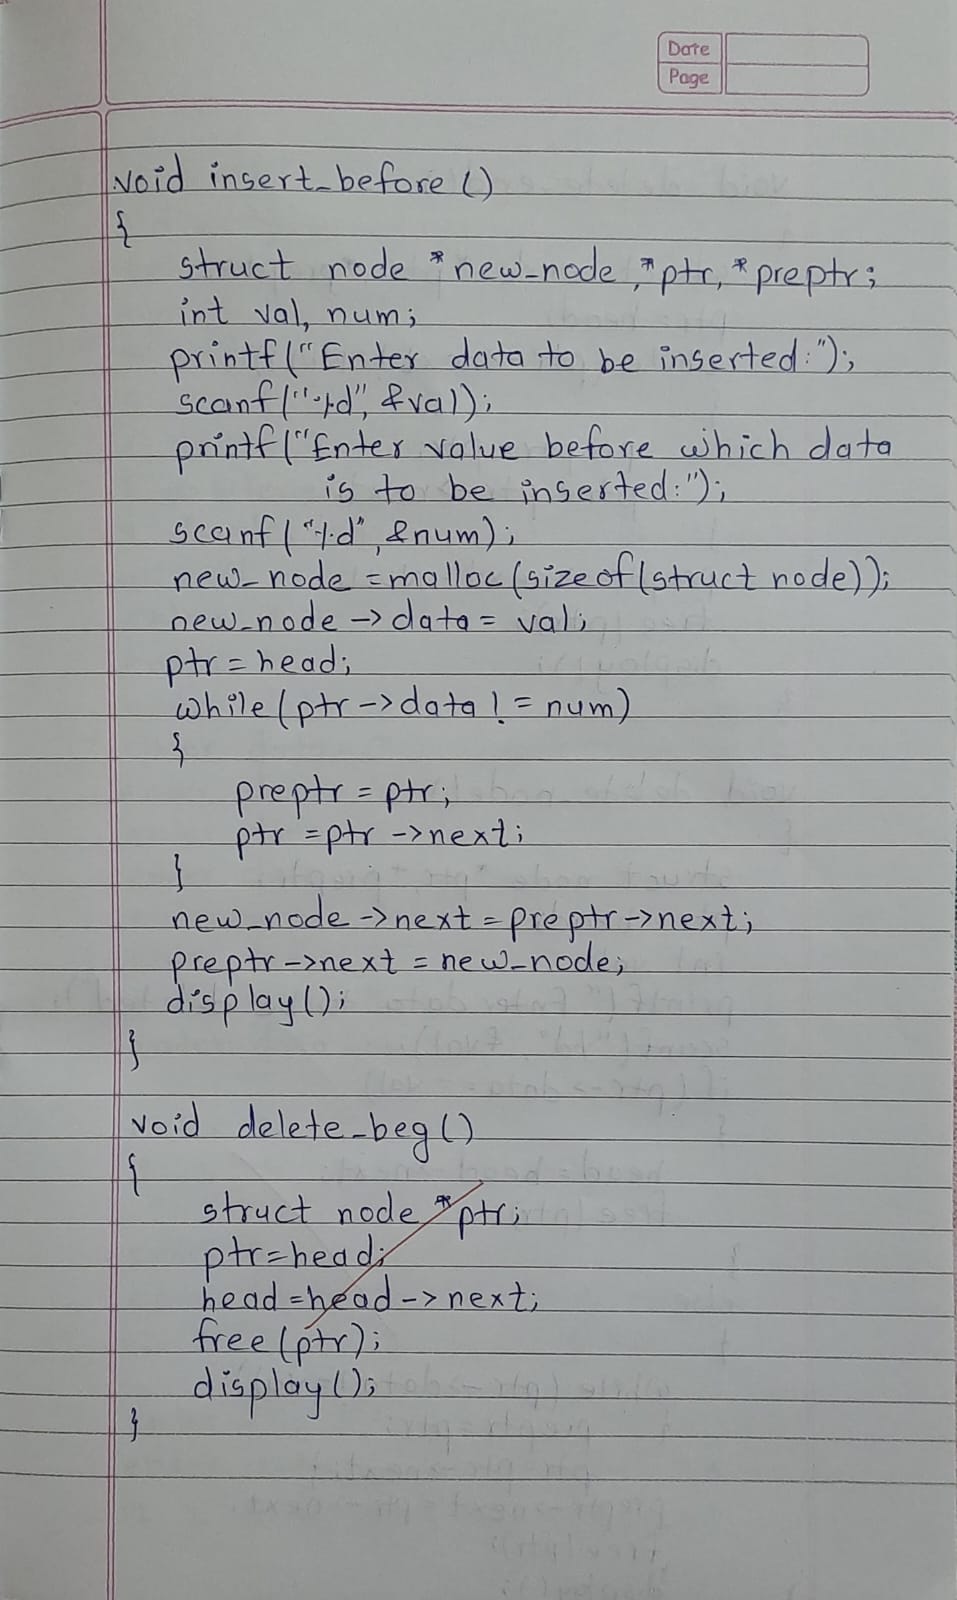 Date
Page
void insert_before()
{
struct node *new_node, *ptr, *preptr;
int val, num;
printf("Enter data to be inserted:");
scanf("%d", &val);
printf("Enter value before which data
is to be inserted:");
scanf("%d", &num);
new_node = malloc(sizeof(struct node));
new_node -> data = val;
ptr = head;
while(ptr -> data != num)
{
preptr = ptr;
ptr = ptr -> next;
}
new_node -> next = preptr -> next;
preptr -> next = new_node;
display();
}
void delete_beg()
{
struct node *ptr;
ptr = head;
head = head -> next;
free(ptr);
display();
}